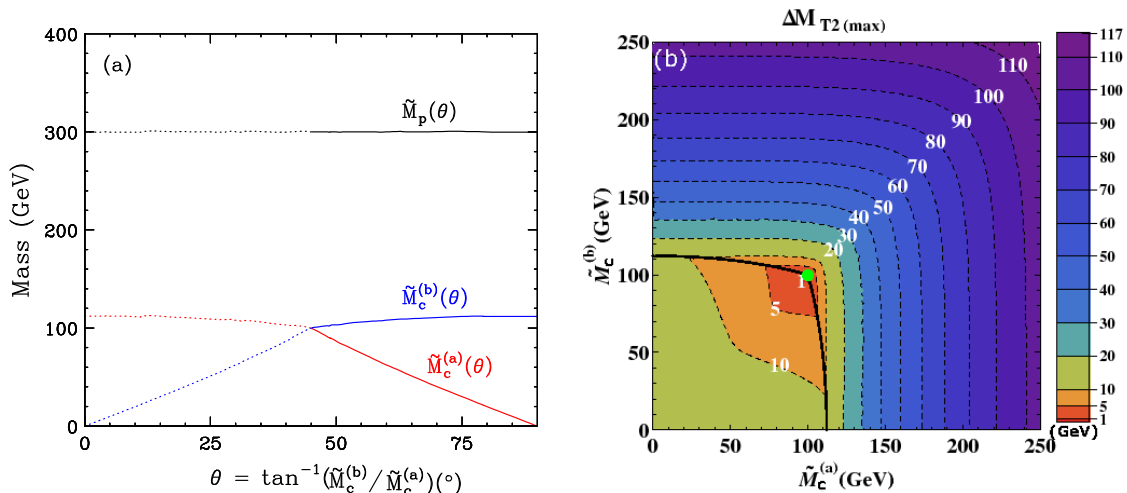 (a)
400
300
200
100
0
Mass (GeV)
M̃p(θ)
M̃c(b)(θ)
M̃c(a)(θ)
0 25 50 75
θ = tan−1(M̃c(b)/M̃c(a))(°)
ΔM T2 (max)
(b)
250
200
150
100
50
0
M̃c(b)(GeV)
110
100
90
80
70
60
50
40
30
20
1
5
10
0 50 100 150 200 250
M̃c(a)(GeV)
117
110
100
90
80
70
60
50
40
30
20
10
5
1
(GeV)